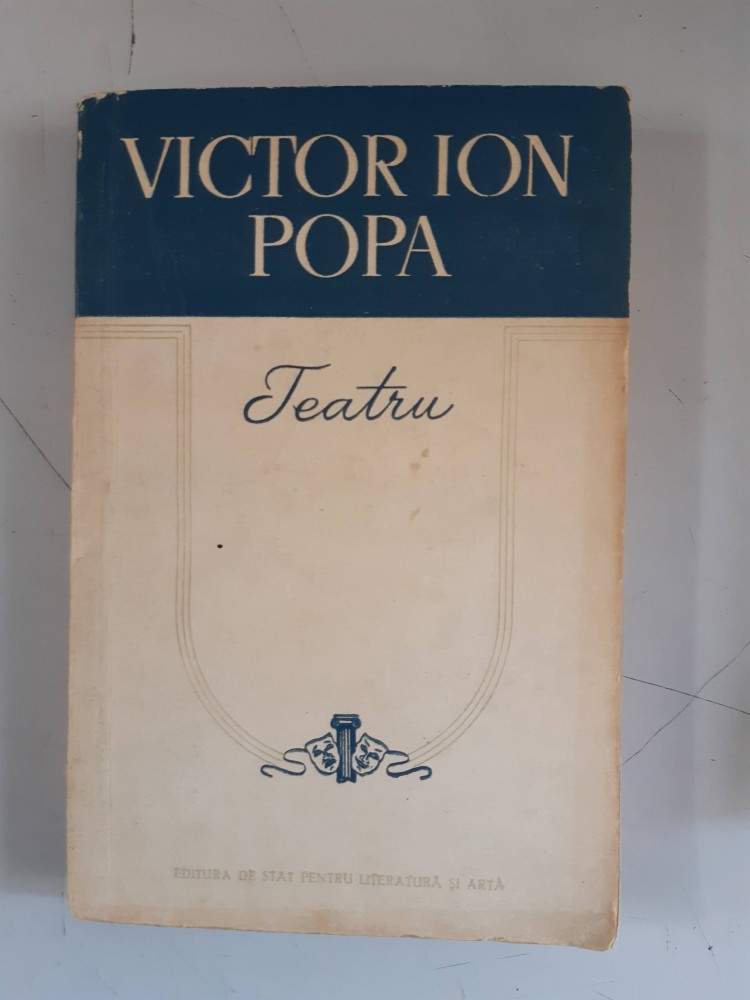 VICTOR ION
POPA
Teatru
EDITURA DE STAT PENTRU LITERATURĂ ȘI ARTĂ